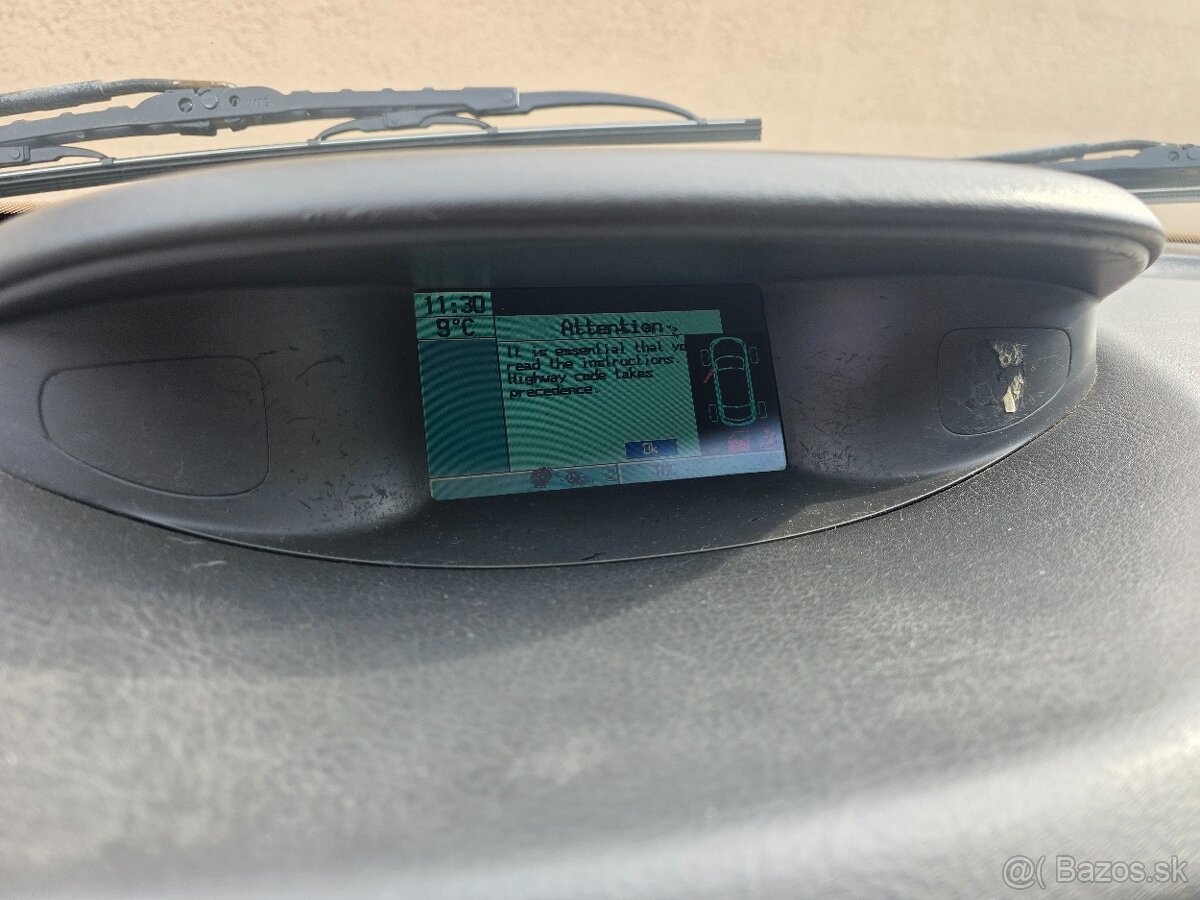 11:30
9°C
Attention
It is essential that yo
read the instructions.
Highway code takes
precedence.
Ok
@( Bazos.sk